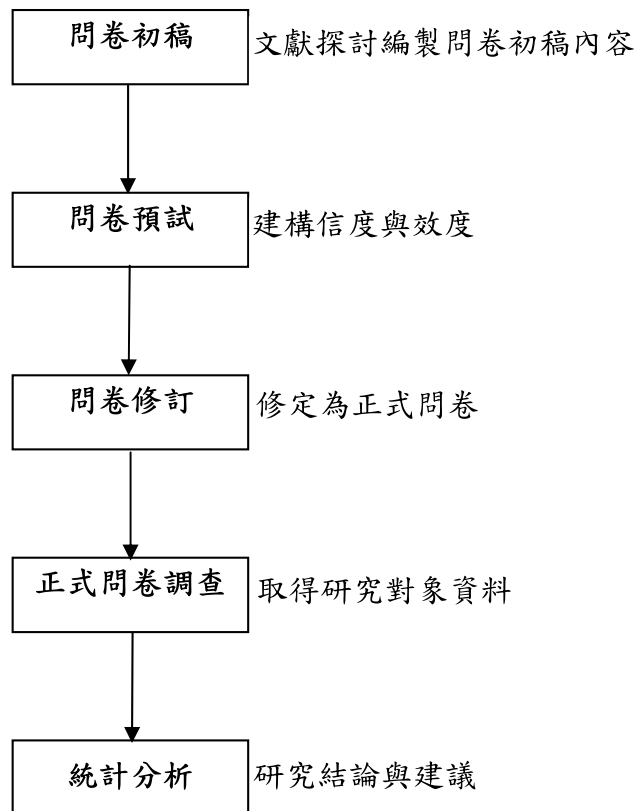 問卷初稿
文獻探討編製問卷初稿內容
問卷預試
建構信度與效度
問卷修訂
修定為正式問卷
正式問卷調查
取得研究對象資料
統計分析
研究結論與建議